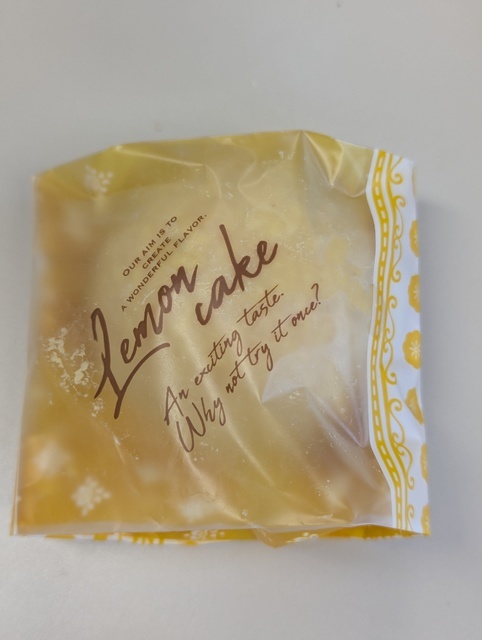 OUR AIM IS TO
CREATE
A WONDERFUL FLAVOR.
Lemon
cake
An exciting taste.
Why not try it once?